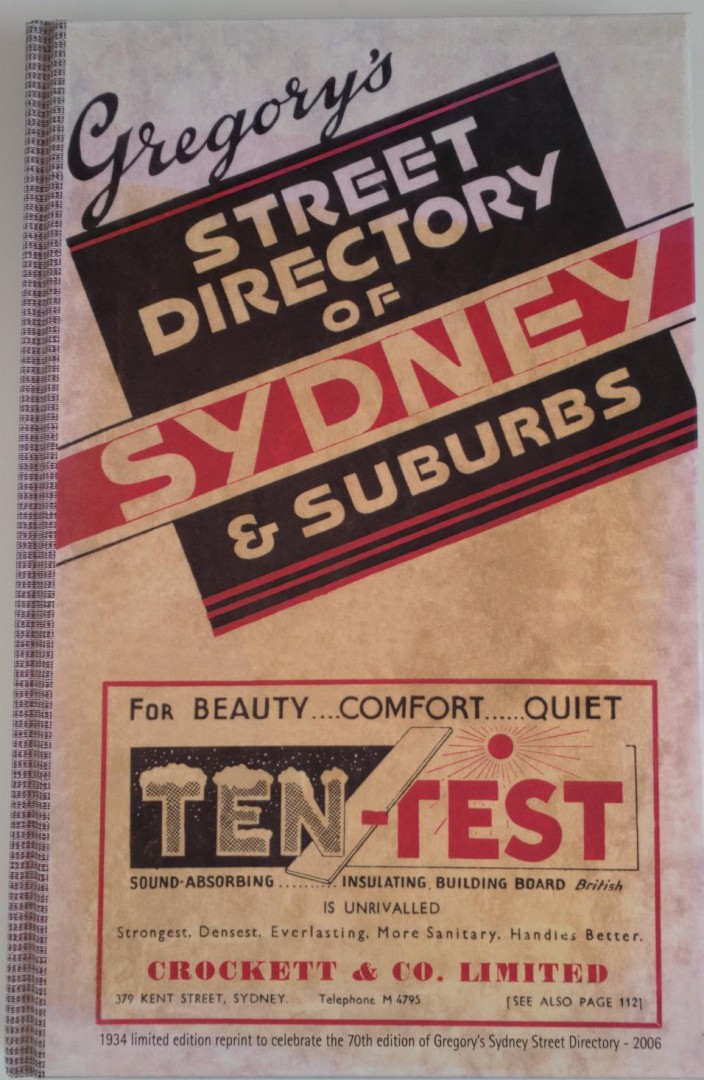 Gregory's
STREET
DIRECTORY
OF
SYDNEY
& SUBURBS
FOR BEAUTY....COMFORT......QUIET
TEN-TEST
SOUND-ABSORBING .......... INSULATING, BUILDING BOARD British
IS UNRIVALLED
Strongest, Densest, Everlasting, More Sanitary, Handles Better.
CROCKETT & CO. LIMITED
379 KENT STREET, SYDNEY. Telephone M 4795 [SEE ALSO PAGE 112]
1934 limited edition reprint to celebrate the 70th edition of Gregory's Sydney Street Directory - 2006